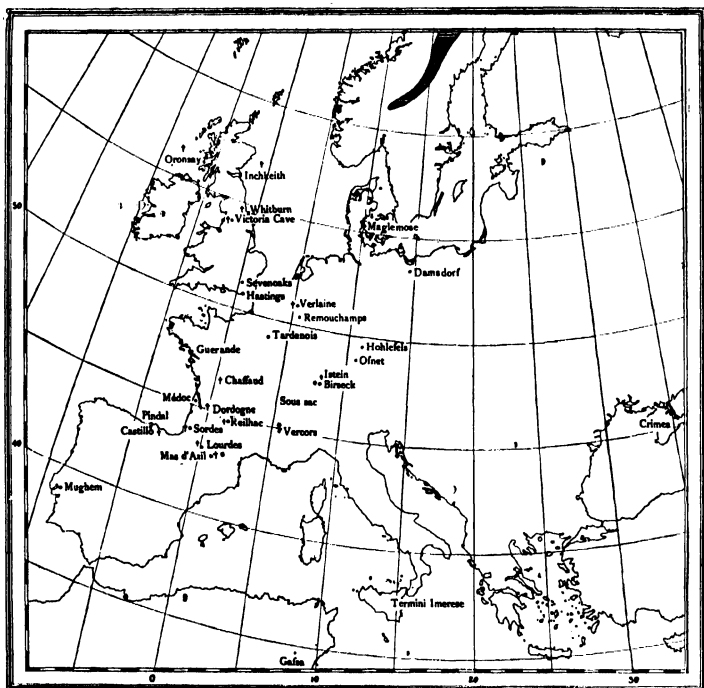 Oronsay
Inchkeith
50
Whitburn
Victoria Cave
Maglemose
Damsdorf
Sevenoaks
Hastings
Verlaine
Remouchamps
Tardenois
Guerande
Hohlefels
Ofnet
Chaffaud
Istein
Birseck
Médoc
Sous sac
Dordogne
Pindal
Reilhac
Crimea
Castillo
Sordes
Vercors
40
Lourdes
Mas d'Azil
Mughem
Termini Imerese
Gafsa
0
10
20
30